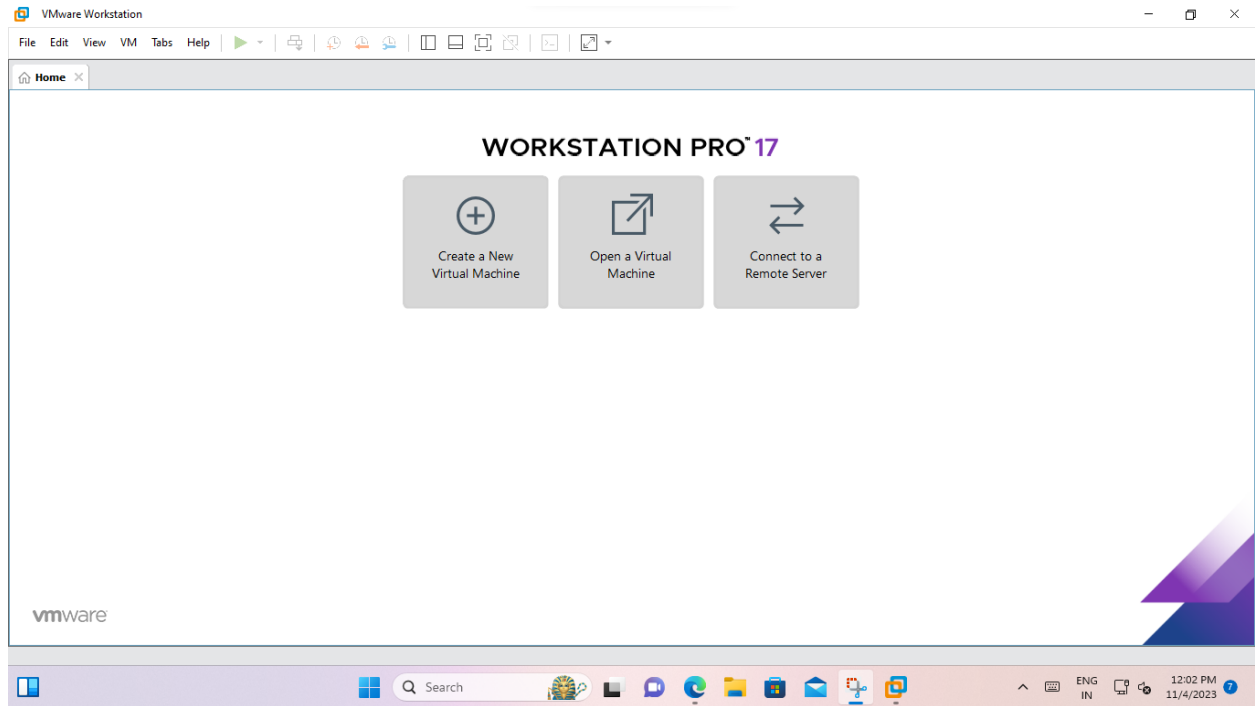 VMware Workstation
File Edit View VM Tabs Help
Home
WORKSTATION PRO™ 17
Create a New
Virtual Machine
Open a Virtual
Machine
Connect to a
Remote Server
vmware
Search
ENG
IN
12:02 PM
11/4/2023
7